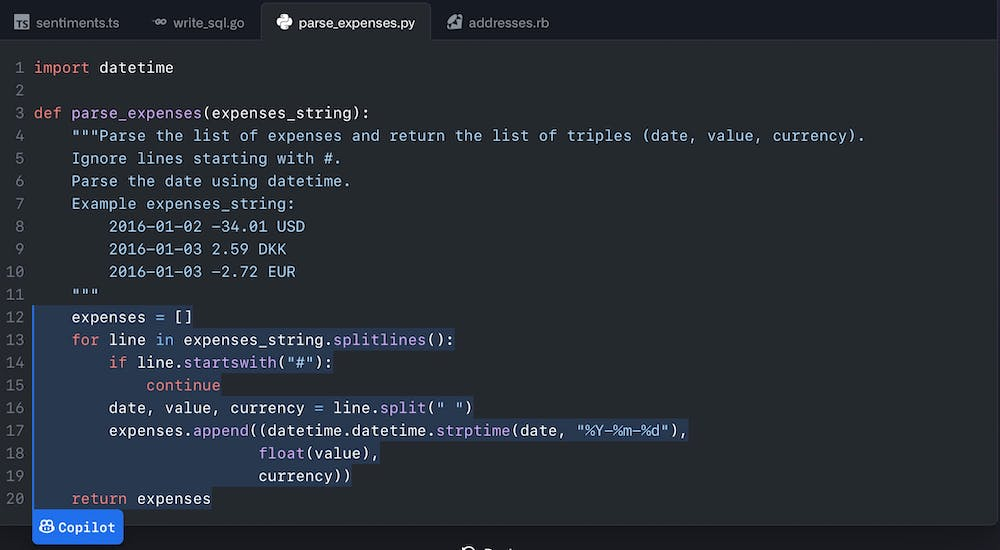 TS sentiments.ts write_sql.go parse_expenses.py addresses.rb
1 import datetime
2
3 def parse_expenses(expenses_string):
4 """Parse the list of expenses and return the list of triples (date, value, currency).
5 Ignore lines starting with #.
6 Parse the date using datetime.
7 Example expenses_string:
8 2016-01-02 -34.01 USD
9 2016-01-03 2.59 DKK
10 2016-01-03 -2.72 EUR
11 """
12 expenses = []
13 for line in expenses_string.splitlines():
14 if line.startswith("#"):
15 continue
16 date, value, currency = line.split(" ")
17 expenses.append((datetime.datetime.strptime(date, "%Y-%m-%d"),
18 float(value),
19 currency))
20 return expenses
Copilot